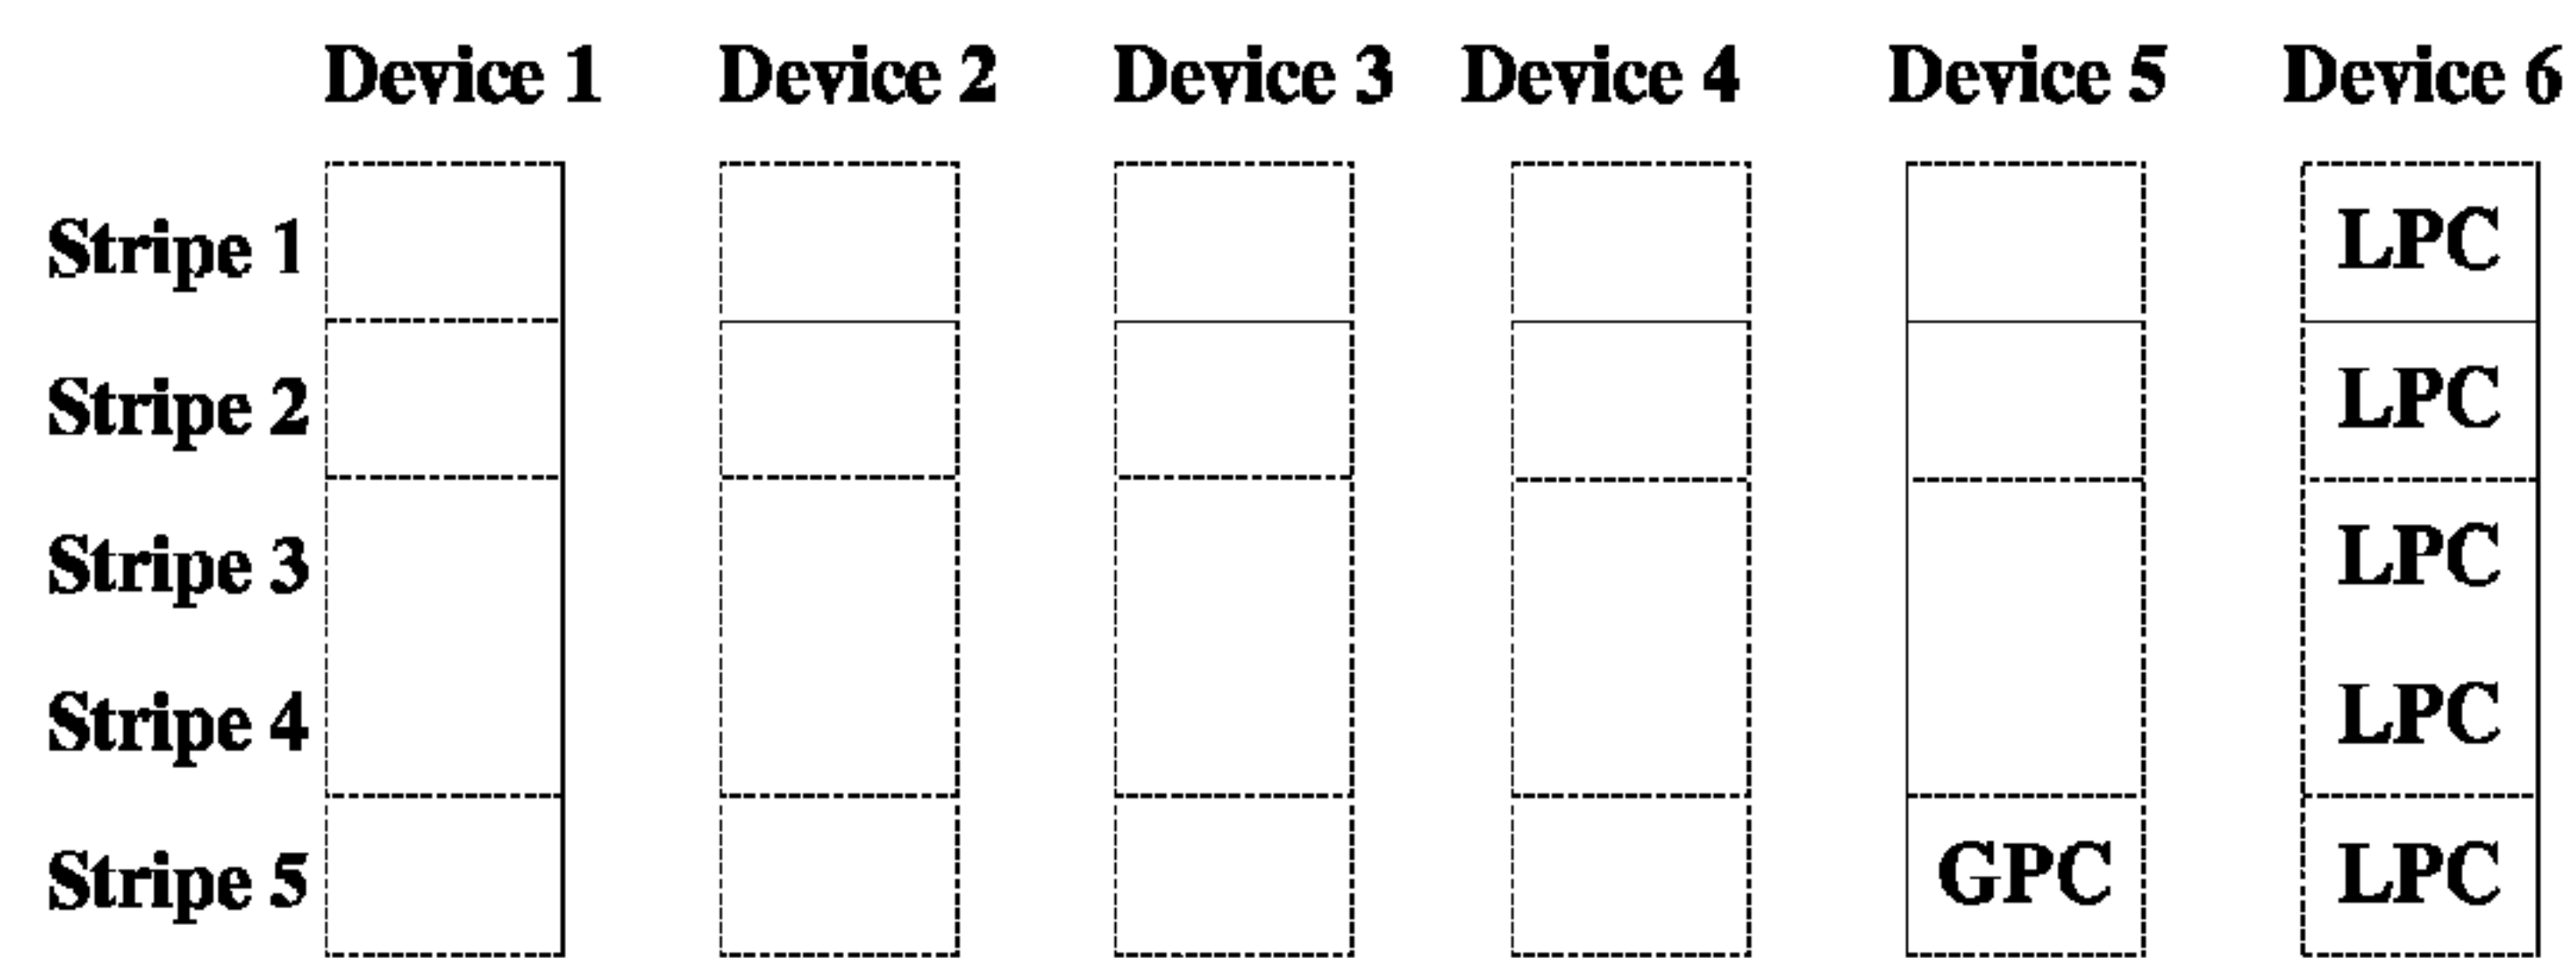 Device 1 Device 2 Device 3 Device 4 Device 5 Device 6
Stripe 1 LPC
Stripe 2 LPC
Stripe 3 LPC
Stripe 4 LPC
Stripe 5 GPC LPC